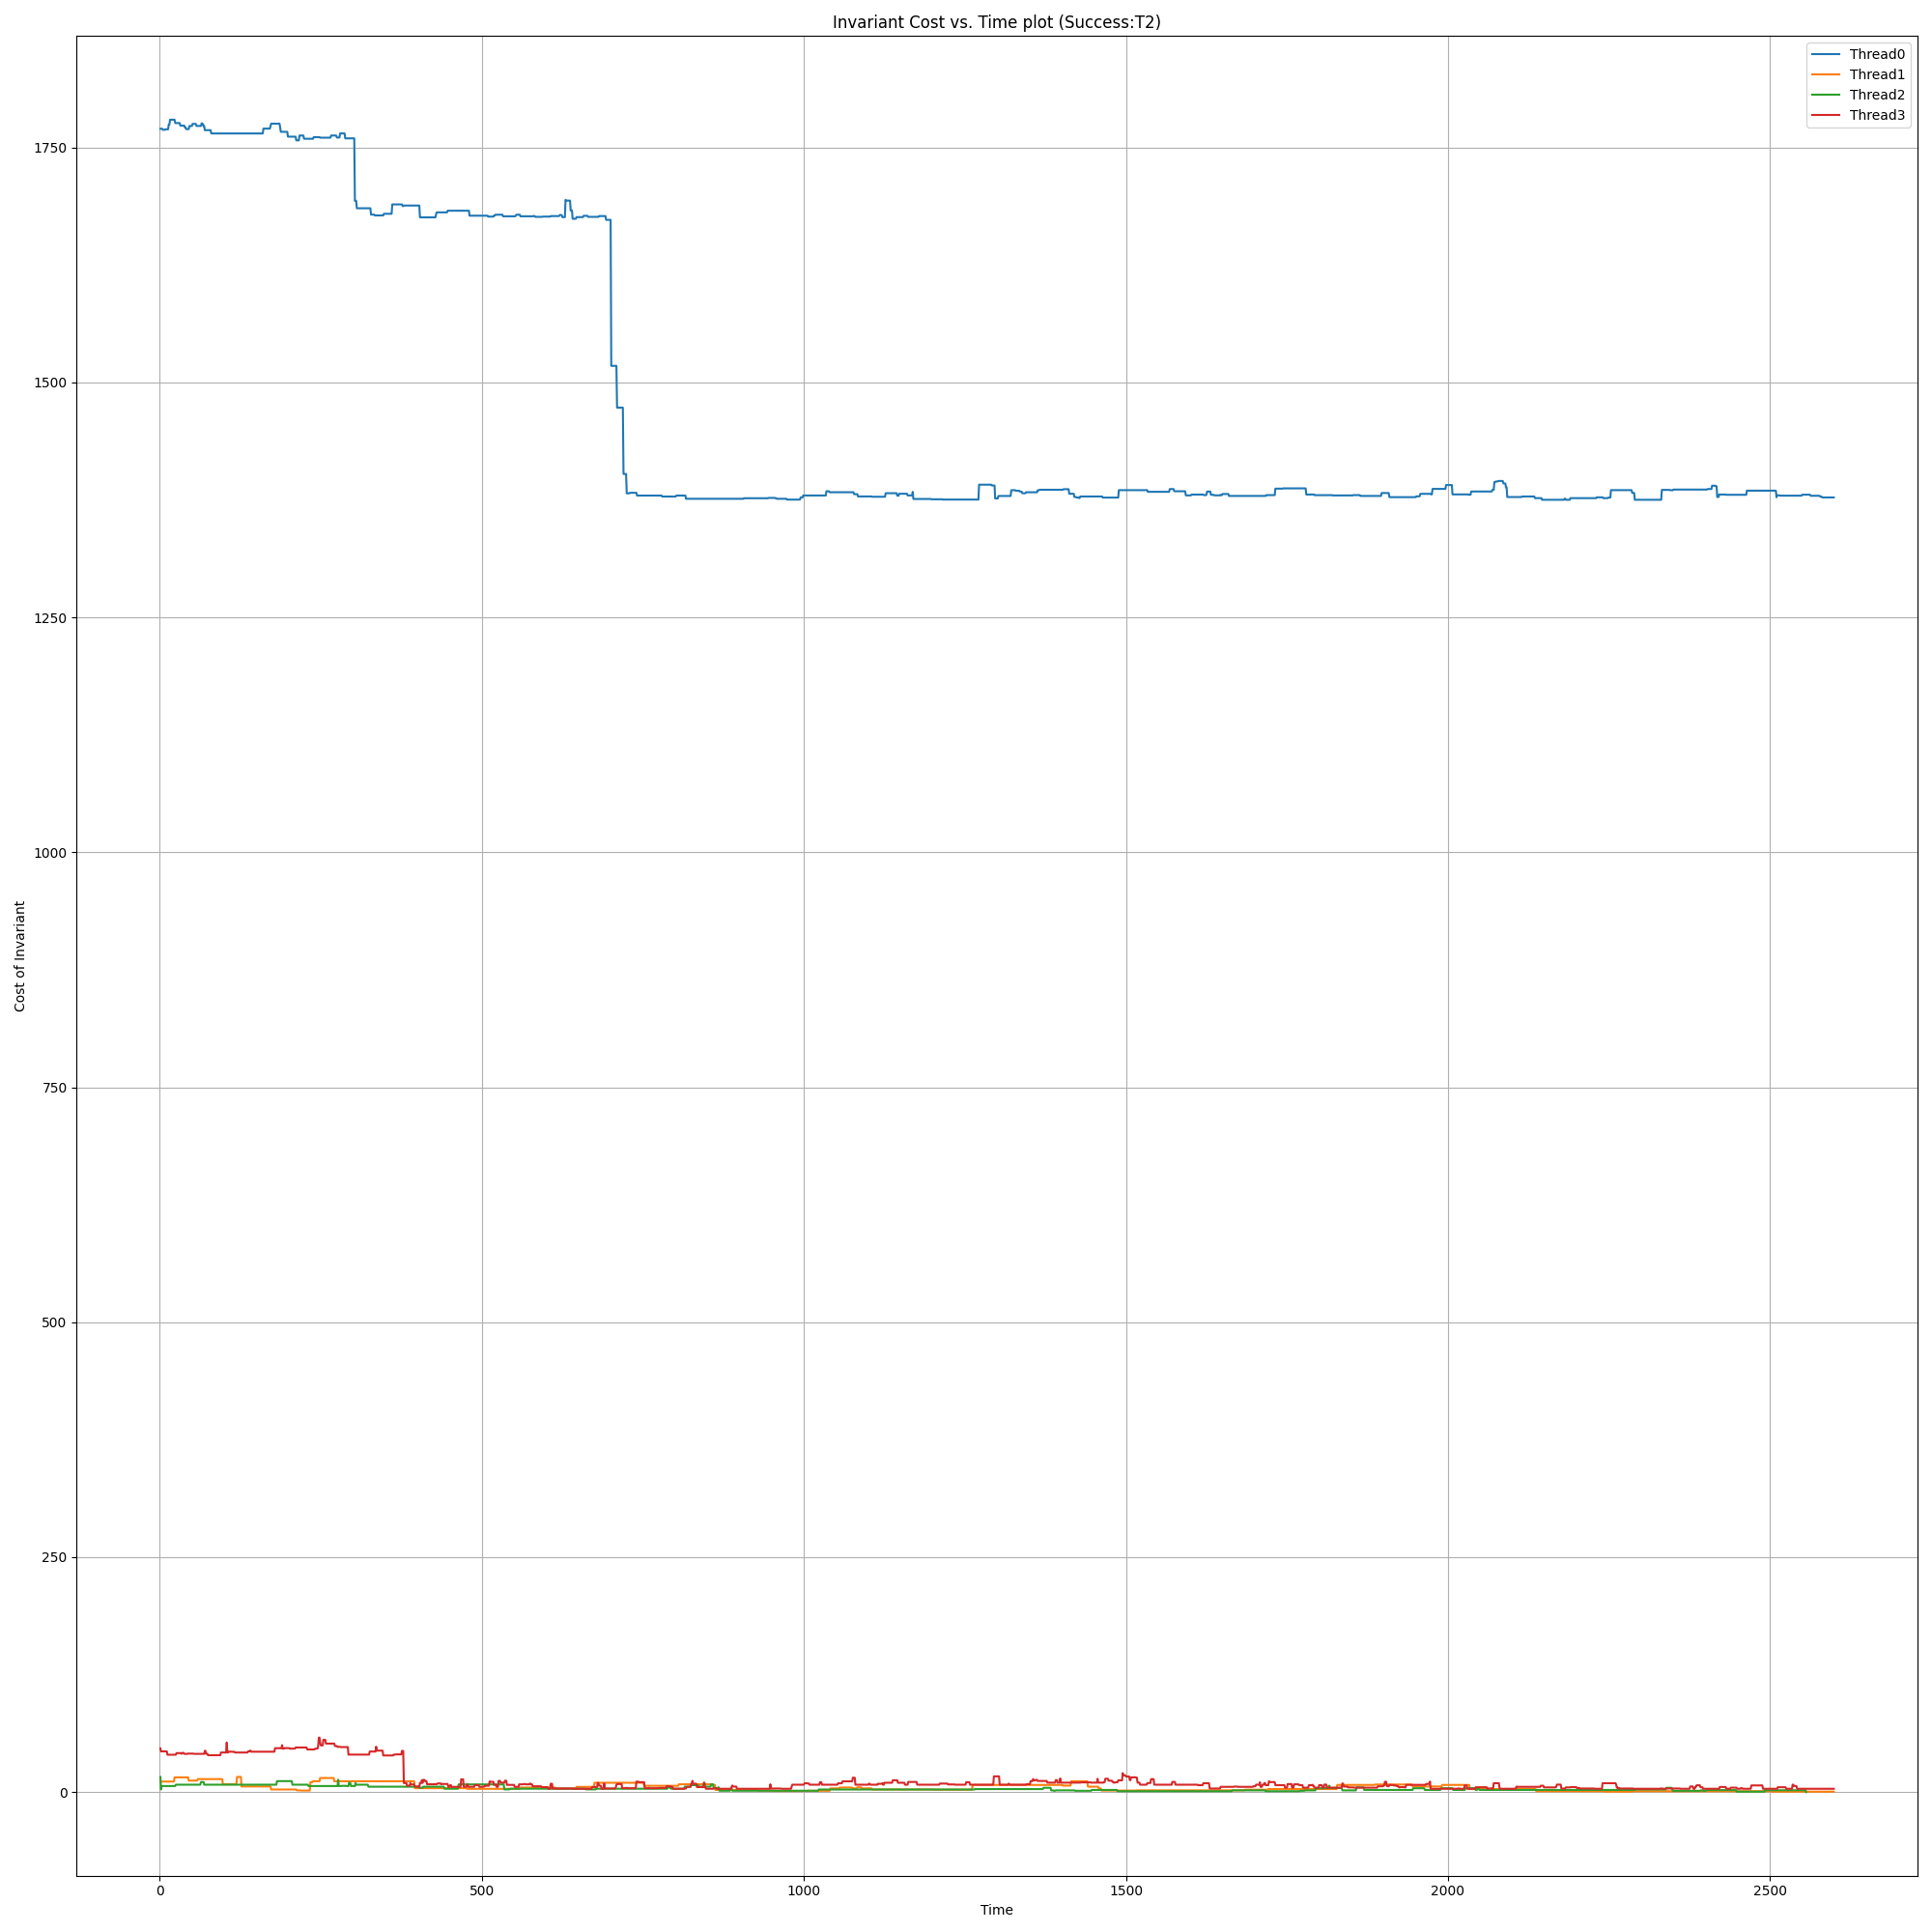 Invariant Cost vs. Time plot (Success:T2)
Thread0
Thread1
Thread2
Thread3
1750
1500
1250
1000
750
500
250
0
Cost of Invariant
0 500 1000 1500 2000 2500
Time